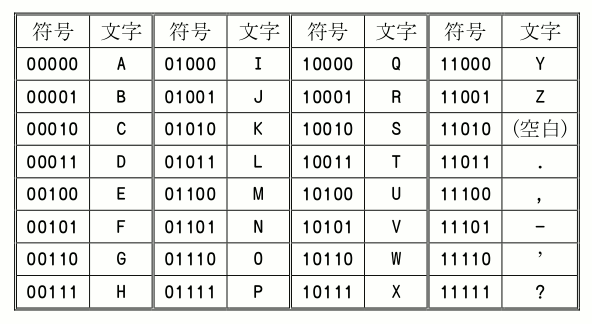 符号 文字 符号 文字 符号 文字 符号 文字
00000 A 01000 I 10000 Q 11000 Y
00001 B 01001 J 10001 R 11001 Z
00010 C 01010 K 10010 S 11010 (空白)
00011 D 01011 L 10011 T 11011 .
00100 E 01100 M 10100 U 11100 ,
00101 F 01101 N 10101 V 11101 -
00110 G 01110 O 10110 W 11110 ’
00111 H 01111 P 10111 X 11111 ?